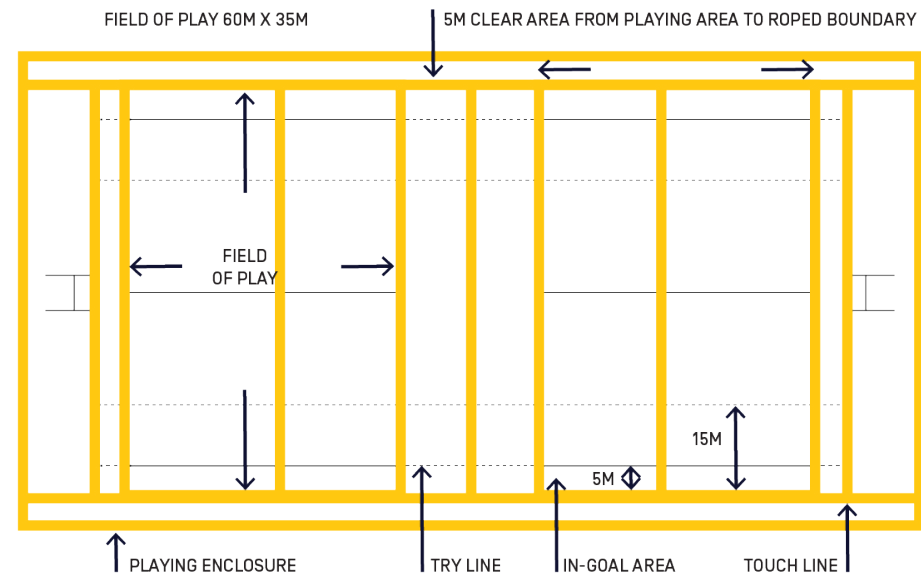 FIELD OF PLAY 60M X 35M
5M CLEAR AREA FROM PLAYING AREA TO ROPED BOUNDARY
FIELD
OF PLAY
15M
5M
PLAYING ENCLOSURE
TRY LINE
IN-GOAL AREA
TOUCH LINE